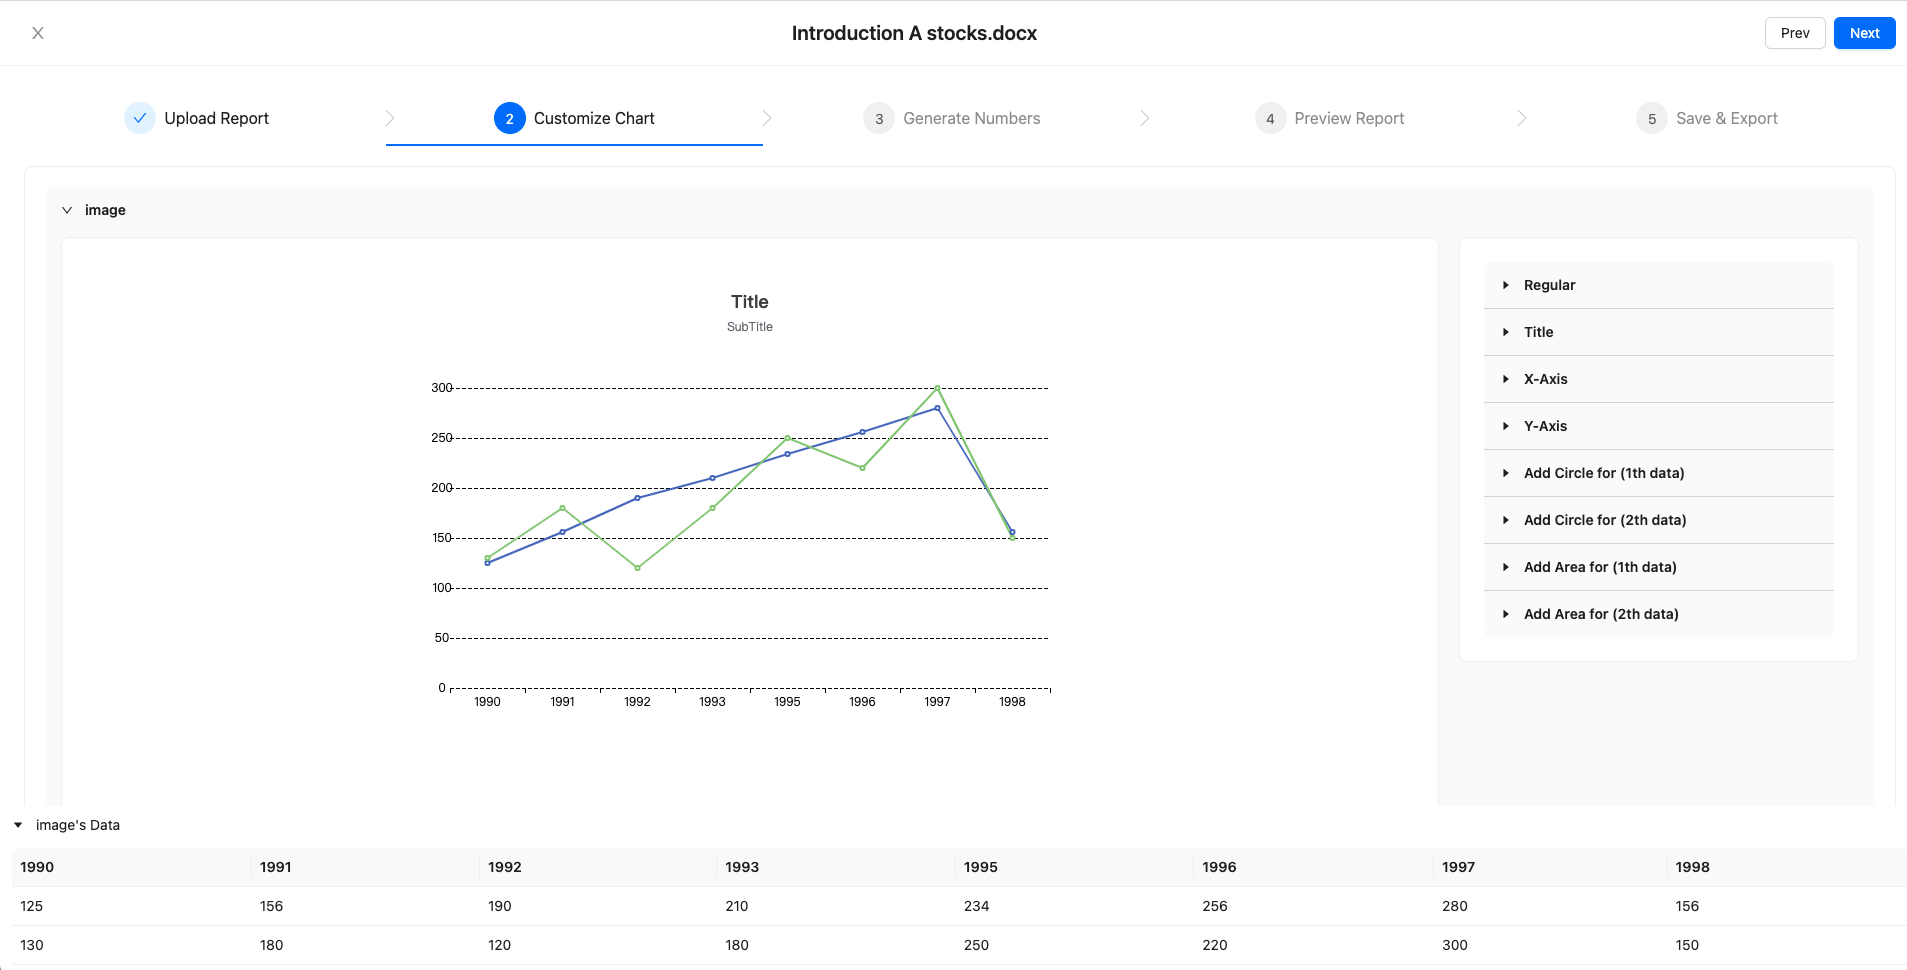 Introduction A stocks.docx
Prev
Next
Upload Report
2 Customize Chart
3 Generate Numbers
4 Preview Report
5 Save & Export
image
Title
SubTitle
300
250
200
150
100
50
0
1990 1991 1992 1993 1995 1996 1997 1998
Regular
Title
X-Axis
Y-Axis
Add Circle for (1th data)
Add Circle for (2th data)
Add Area for (1th data)
Add Area for (2th data)
image's Data
1990 1991 1992 1993 1995 1996 1997 1998
125 156 190 210 234 256 280 156
130 180 120 180 250 220 300 150